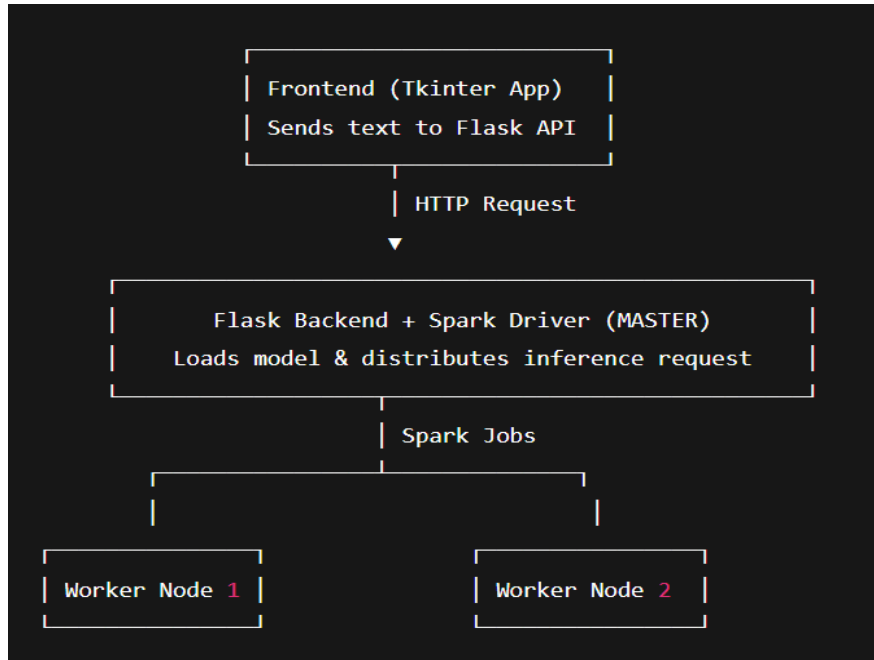 Frontend (Tkinter App)
Sends text to Flask API
HTTP Request
Flask Backend + Spark Driver (MASTER)
Loads model & distributes inference request
Spark Jobs
Worker Node 1
Worker Node 2